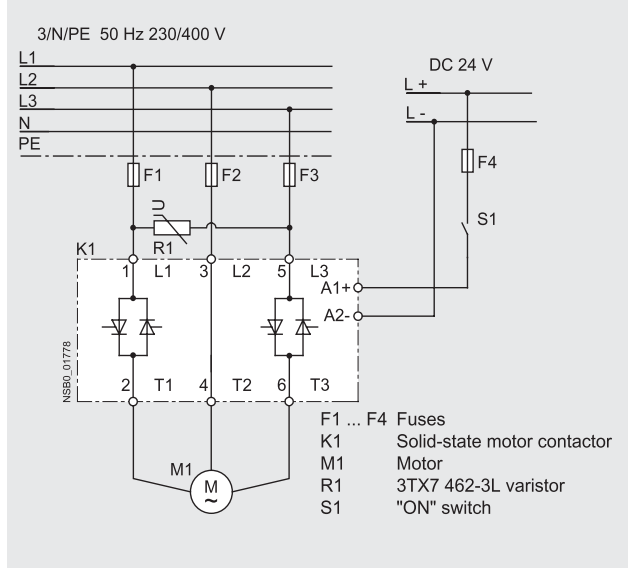 3/N/PE 50 Hz 230/400 V
L1
L2
L3
N
PE
DC 24 V
L +
L -
F1
F2
F3
F4
S1
U
R1
K1
1 L1 3 L2 5 L3
A1+
A2-
NSB0_01778
2 T1 4 T2 6 T3
M1
M
~
F1 ... F4 Fuses
K1 Solid-state motor contactor
M1 Motor
R1 3TX7 462-3L varistor
S1 "ON" switch